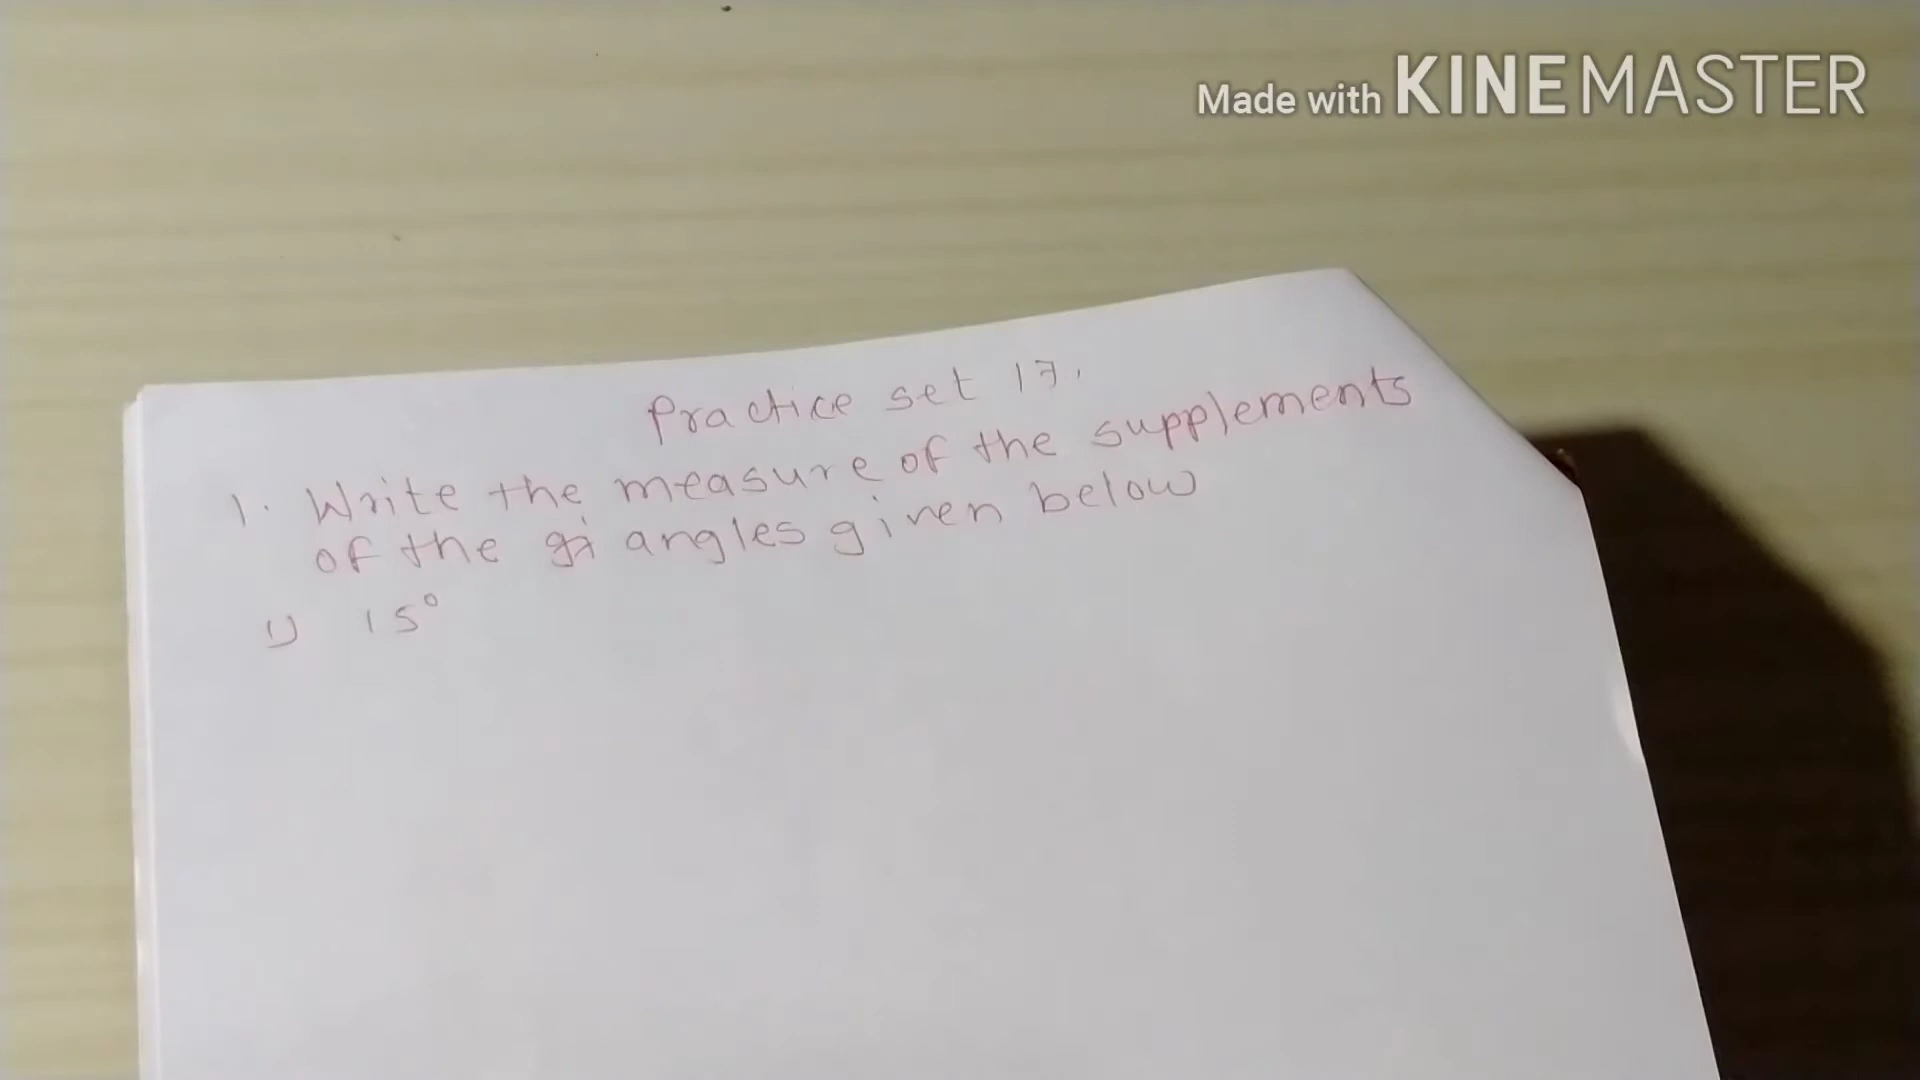 Made with KINEMASTER
Practice set 17.
1. Write the measure of the supplements
of the angles given below
1) 15°